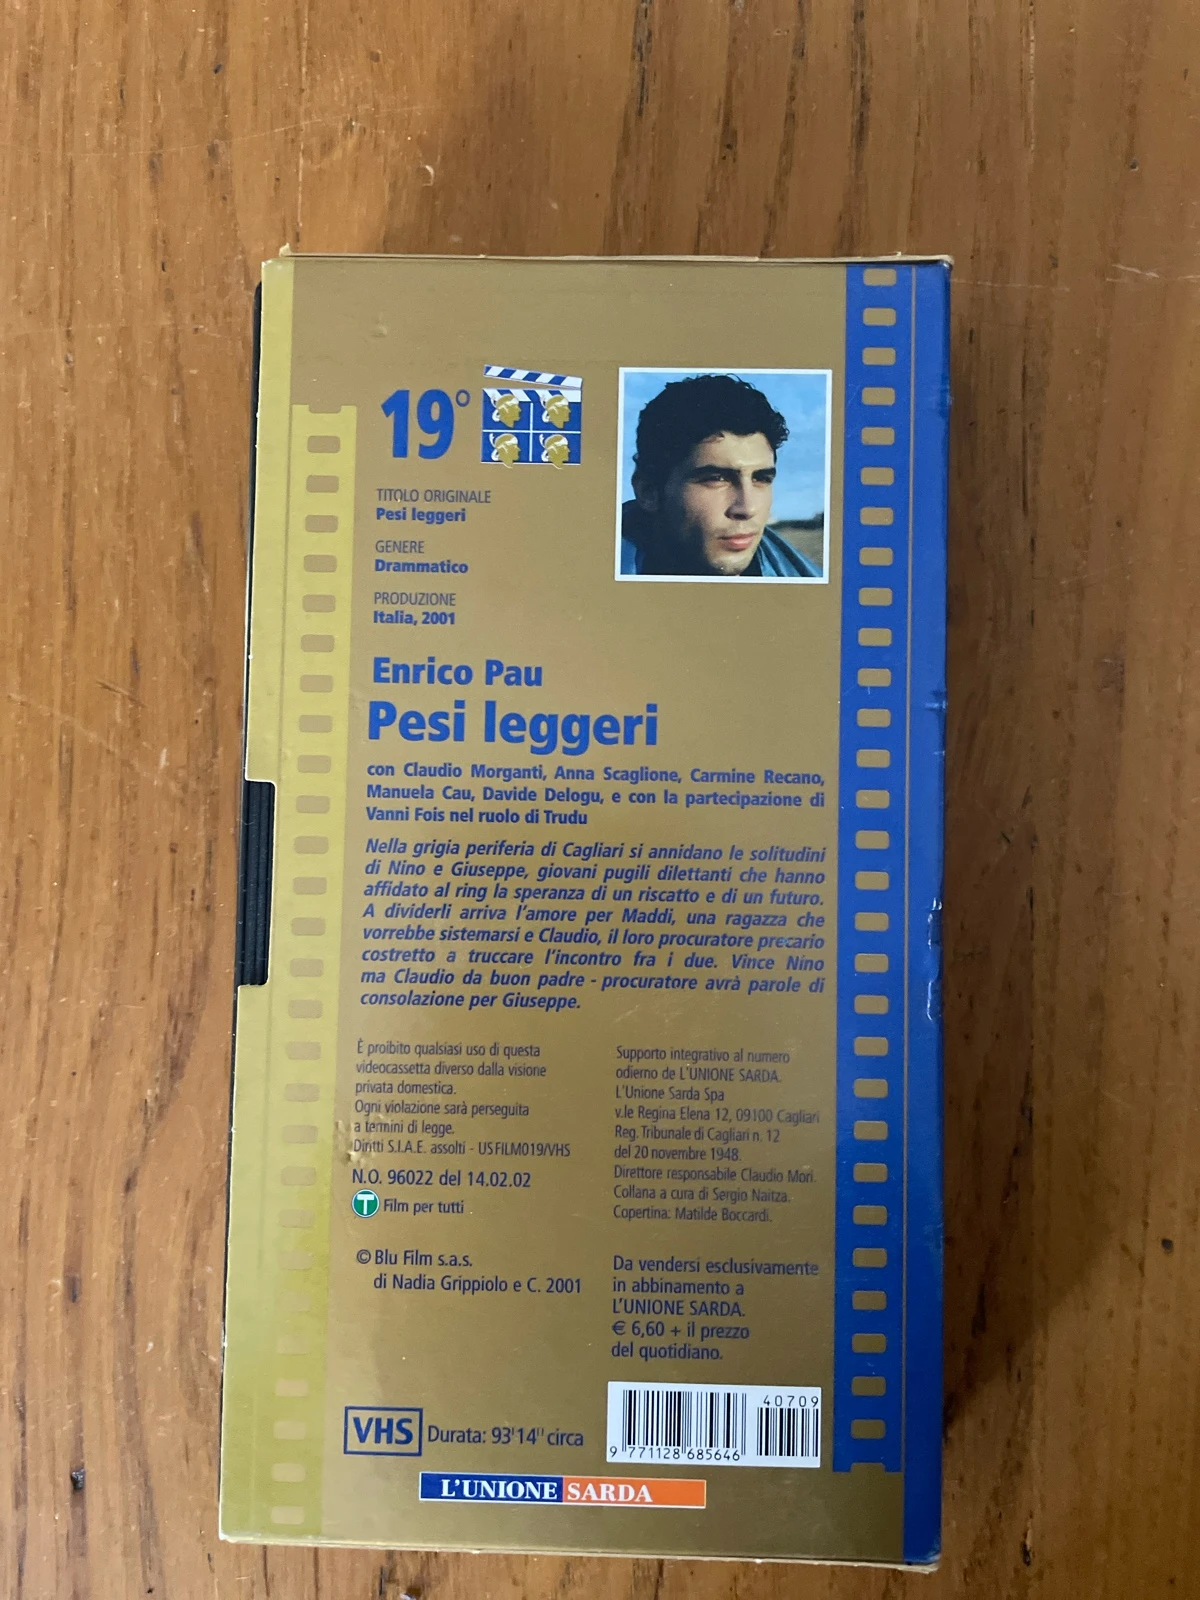 19°
TITOLO ORIGINALE
Pesi leggeri
GENERE
Drammatico
PRODUZIONE
Italia, 2001
Enrico Pau
Pesi leggeri
con Claudio Morganti, Anna Scaglione, Carmine Recano,
Manuela Cau, Davide Delogu, e con la partecipazione di
Vanni Fois nel ruolo di Trudu
Nella grigia periferia di Cagliari si annidano le solitudini
di Nino e Giuseppe, giovani pugili dilettanti che hanno
affidato al ring la speranza di un riscatto e di un futuro.
A dividerli arriva l'amore per Maddi, una ragazza che
vorrebbe sistemarsi e Claudio, il loro procuratore precario
costretto a truccare l'incontro fra i due. Vince Nino
ma Claudio da buon padre - procuratore avrà parole di
consolazione per Giuseppe.
È proibito qualsiasi uso di questa
videocassetta diverso dalla visione
privata domestica.
Ogni violazione sarà perseguita
a termini di legge.
Diritti S.I.A.E. assolti - USFILM019/VHS
N.O. 96022 del 14.02.02
T Film per tutti
© Blu Film s.a.s.
di Nadia Grippiolo e C. 2001
Supporto integrativo al numero
odierno de L'UNIONE SARDA.
L'Unione Sarda Spa
v.le Regina Elena 12, 09100 Cagliari
Reg. Tribunale di Cagliari n. 12
del 20 novembre 1948.
Direttore responsabile Claudio Mori.
Collana a cura di Sergio Naitza.
Copertina: Matilde Boccardi.
Da vendersi esclusivamente
in abbinamento a
L'UNIONE SARDA.
€ 6,60 + il prezzo
del quotidiano.
VHS Durata: 93'14" circa
40709
9 771128 685646
L'UNIONE SARDA